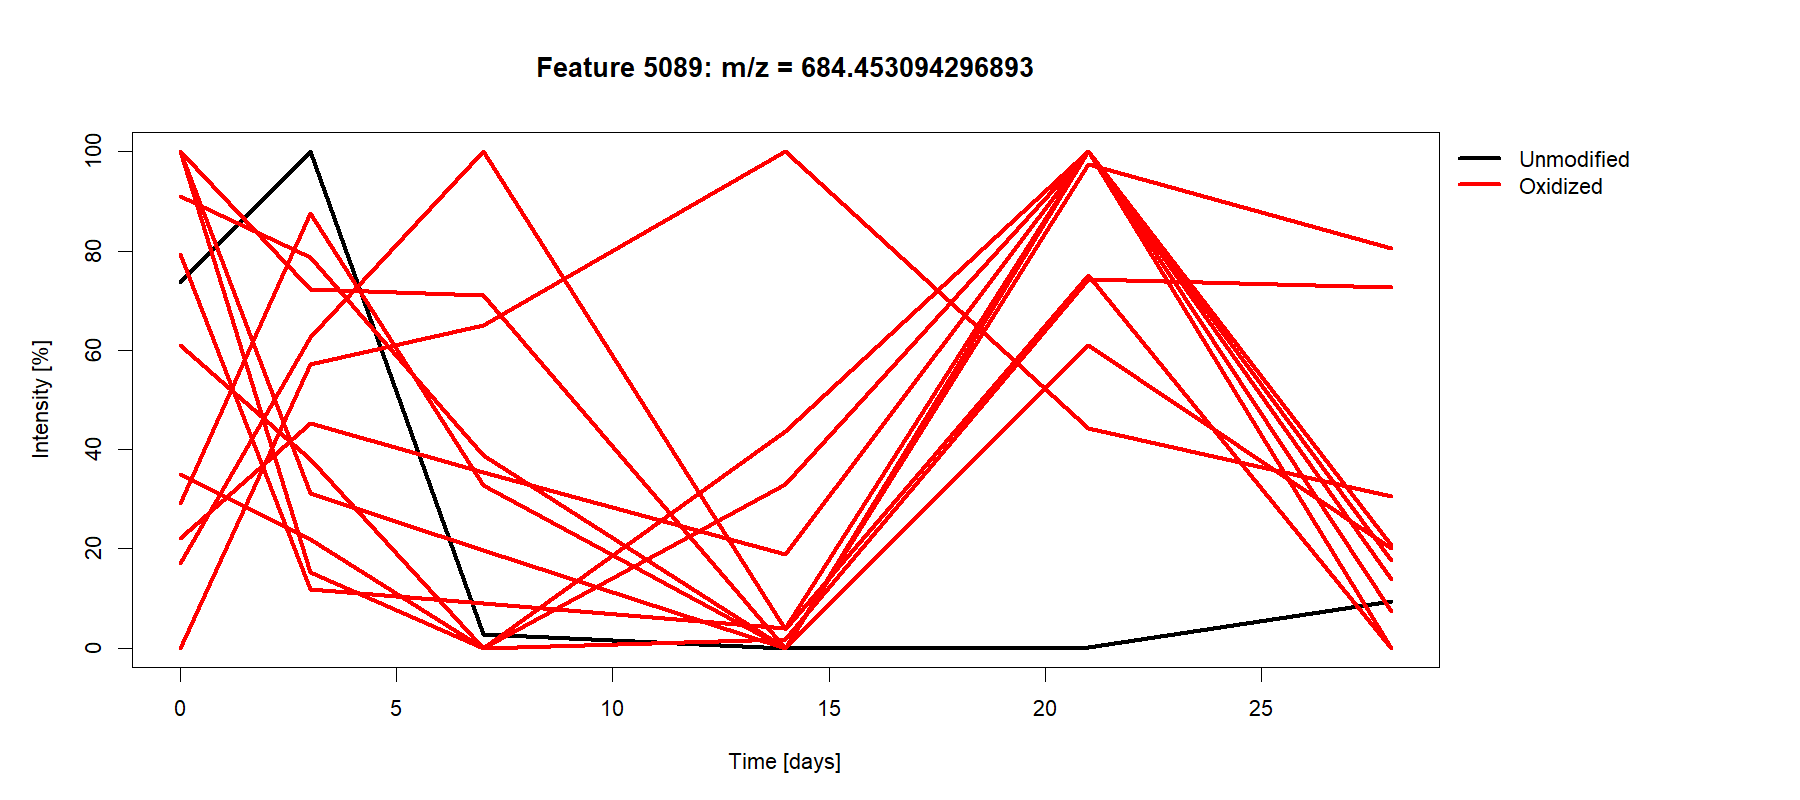 Feature 5089: m/z = 684.453094296893
Unmodified
Oxidized
Intensity [%]
100
80
60
40
20
0
0 5 10 15 20 25
Time [days]